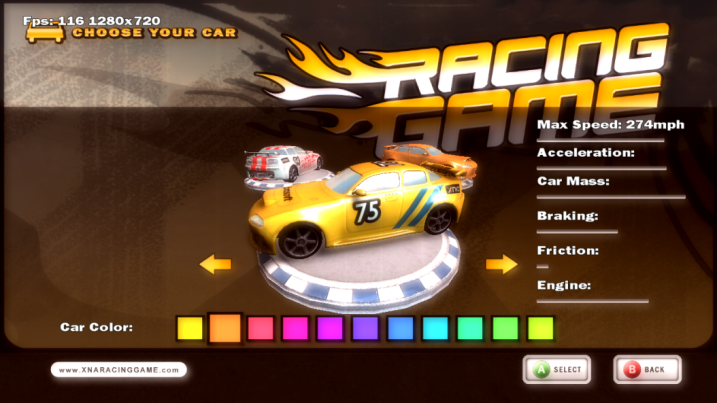 Fps: 116 1280x720
CHOOSE YOUR CAR
RACING
GAME
Max Speed: 274mph
Acceleration:
Car Mass:
75
Braking:
Friction:
Engine:
Car Color:
www.XNARACINGGAME.com
A SELECT
B BACK